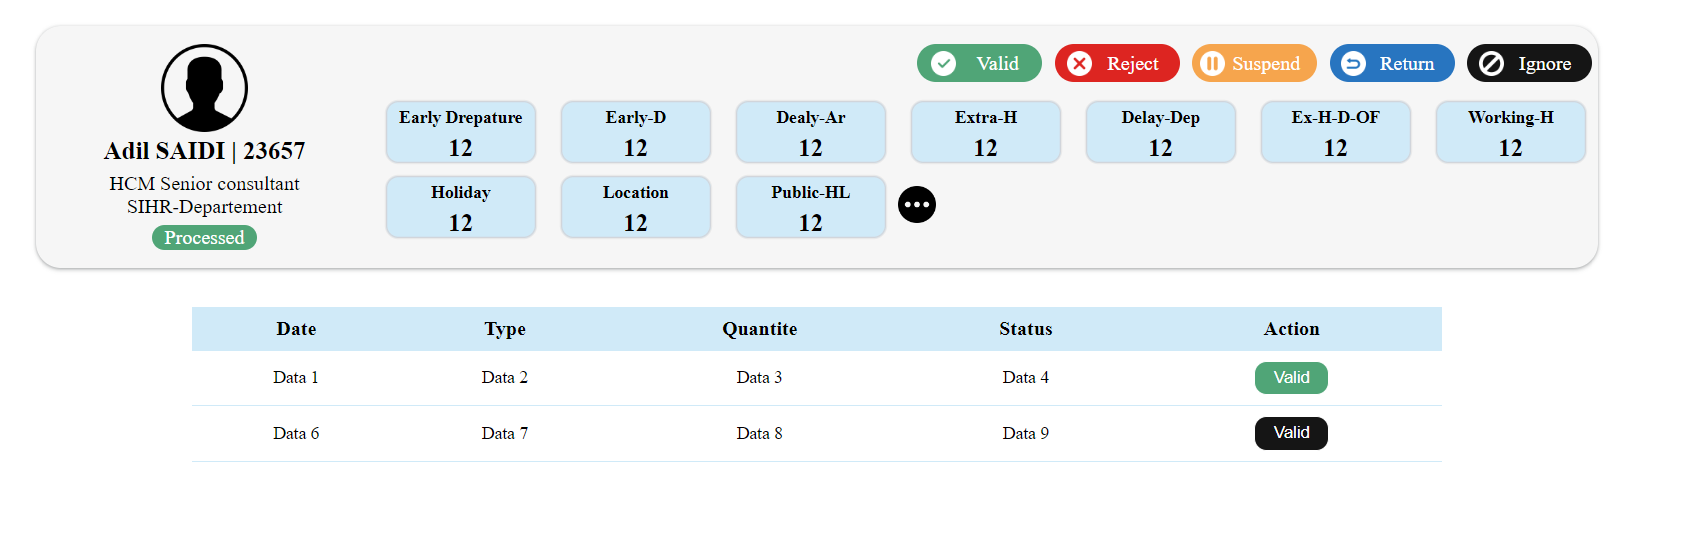 Valid Reject Suspend Return Ignore
Adil SAIDI | 23657
HCM Senior consultant
SIHR-Departement
Processed
Early Drepature Early-D Dealy-Ar Extra-H Delay-Dep Ex-H-D-OF Working-H
12 12 12 12 12 12 12
Holiday Location Public-HL
12 12 12
Date Type Quantite Status Action
Data 1 Data 2 Data 3 Data 4 Valid
Data 6 Data 7 Data 8 Data 9 Valid